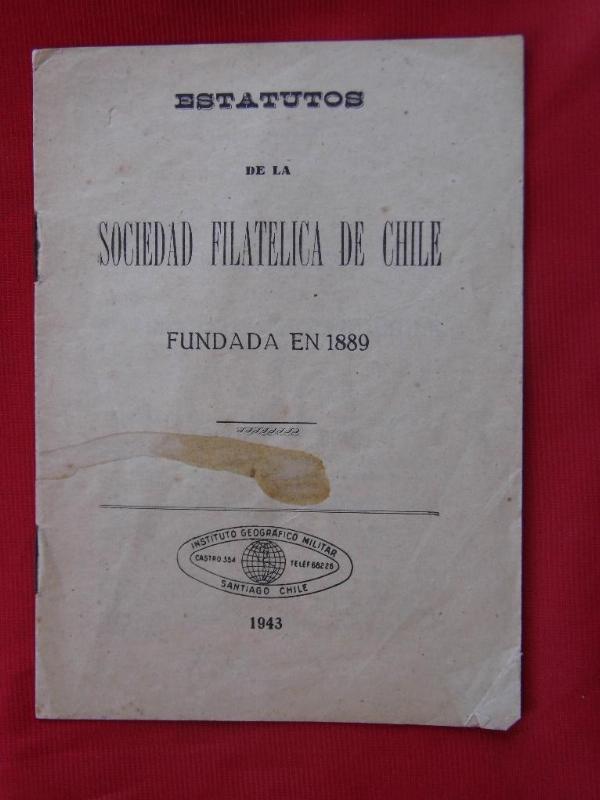 ESTATUTOS
DE LA
SOCIEDAD FILATELICA DE CHILE
FUNDADA EN 1889
INSTITUTO GEOGRÁFICO MILITAR
CASTRO 354 TELEF 68226
SANTIAGO CHILE
1943